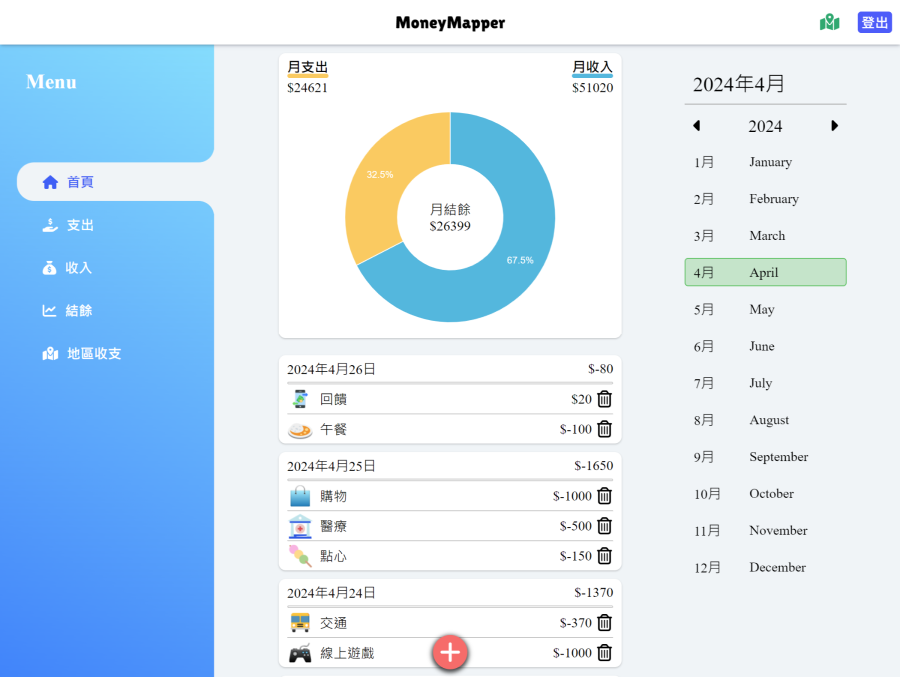 MoneyMapper
登出
Menu
首頁
支出
收入
結餘
地區收支
月支出
$24621
月收入
$51020
32.5%
67.5%
月結餘
$26399
2024年4月26日 $-80
回饋 $20
午餐 $-100
2024年4月25日 $-1650
購物 $-1000
醫療 $-500
點心 $-150
2024年4月24日 $-1370
交通 $-370
線上遊戲 $-1000
2024年4月
2024
1月 January
2月 February
3月 March
4月 April
5月 May
6月 June
7月 July
8月 August
9月 September
10月 October
11月 November
12月 December